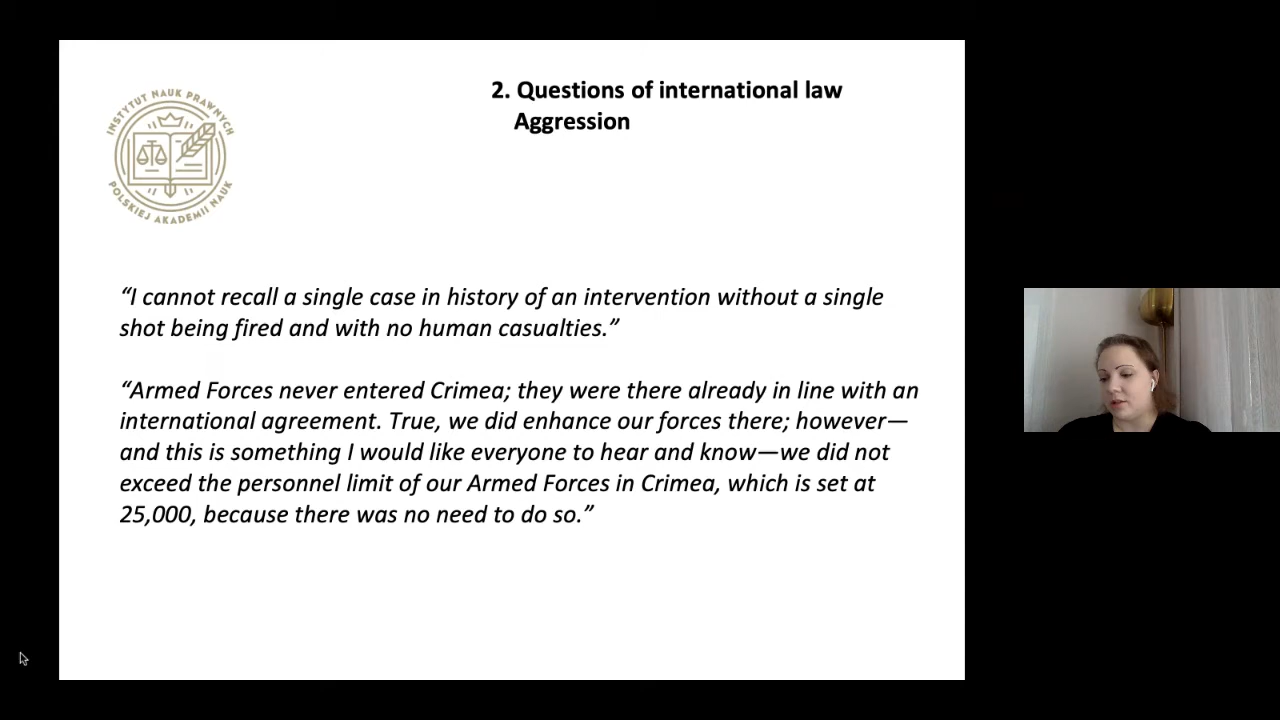 INSTYTUT NAUK PRAWNYCH
POLSKIEJ AKADEMII NAUK
2. Questions of international law
Aggression
“I cannot recall a single case in history of an intervention without a single
shot being fired and with no human casualties.”
“Armed Forces never entered Crimea; they were there already in line with an
international agreement. True, we did enhance our forces there; however—
and this is something I would like everyone to hear and know—we did not
exceed the personnel limit of our Armed Forces in Crimea, which is set at
25,000, because there was no need to do so.”